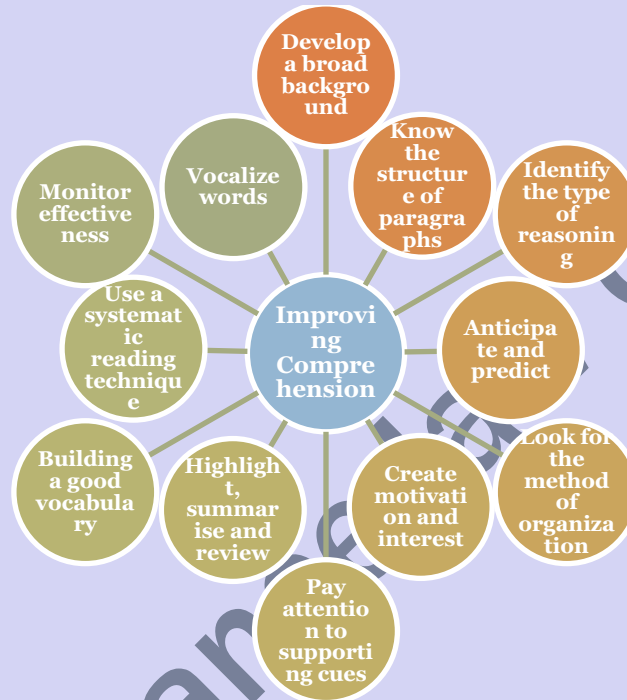 Develop
a broad
backgro
und
Know
the
structur
e of
paragra
phs
Identify
the type
of
reasonin
g
Anticipa
te and
predict
Look for
the
method
of
organiza
tion
Create
motivati
on and
interest
Pay
attentio
n to
supporti
ng cues
Highligh
t,
summar
ise and
review
Building
a good
vocabula
ry
Use a
systemat
ic
reading
techniqu
e
Monitor
effective
ness
Vocalize
words
Improvi
ng
Compre
hension